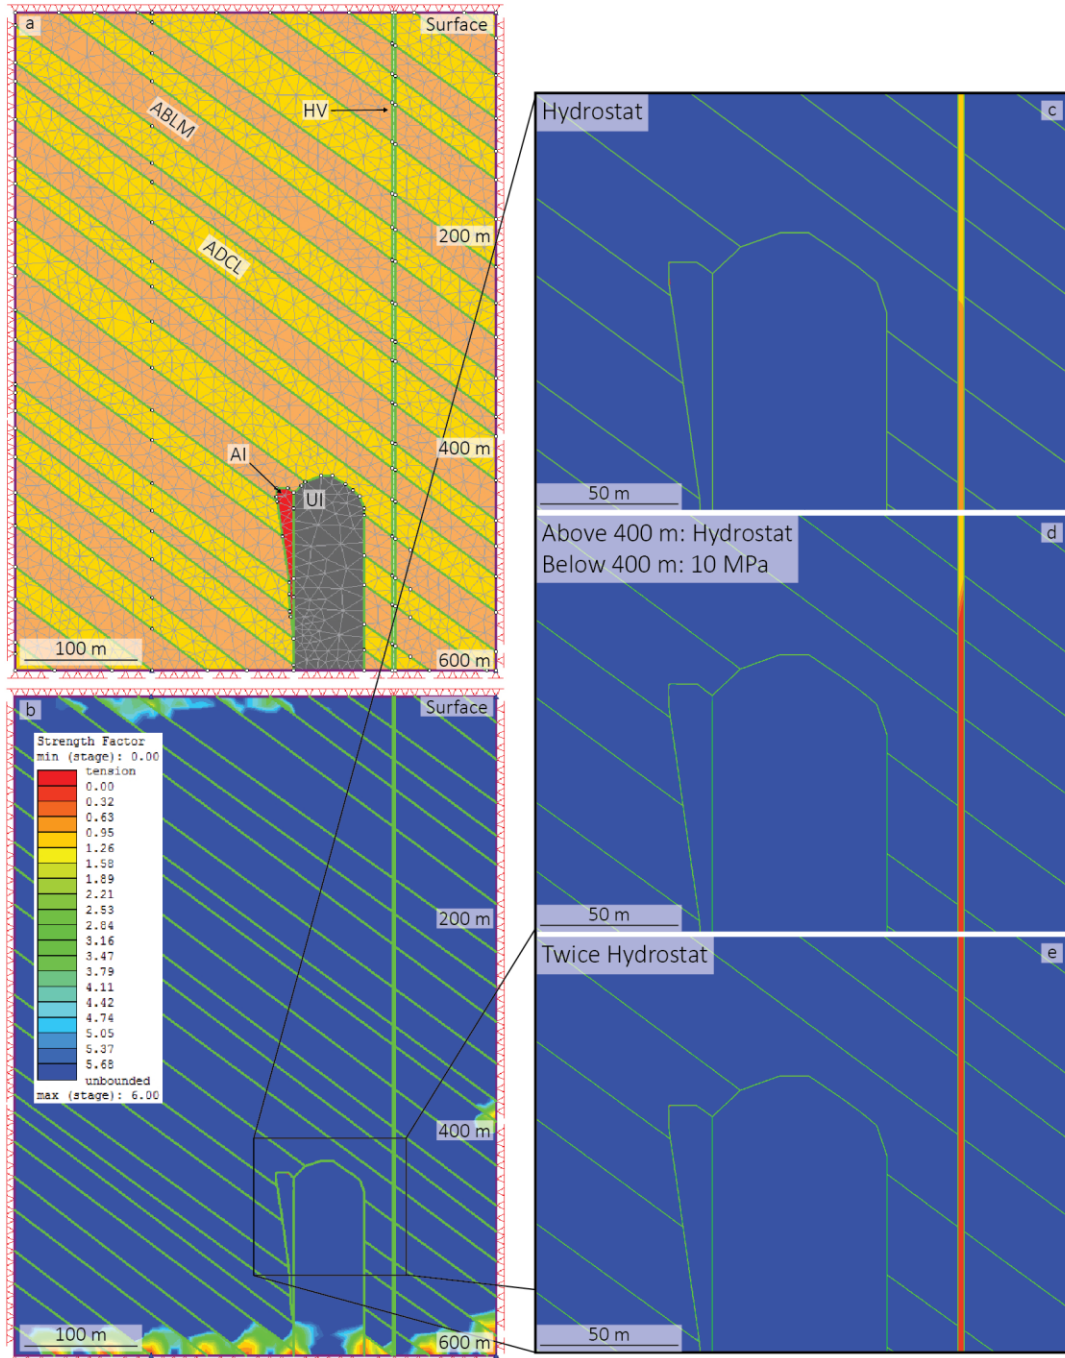 a
Surface
ABLM
HV
ADCL
200 m
400 m
AI
UI
100 m
600 m
b
Surface
Strength Factor
min (stage): 0.00
tension
0.00
0.32
0.63
0.95
1.26
1.58
1.89
2.21
2.53
2.84
3.16
3.47
3.79
4.11
4.42
4.74
5.05
5.37
5.68
unbounded
max (stage): 6.00
200 m
400 m
100 m
600 m
Hydrostat
c
50 m
Above 400 m: Hydrostat
Below 400 m: 10 MPa
d
50 m
Twice Hydrostat
e
50 m